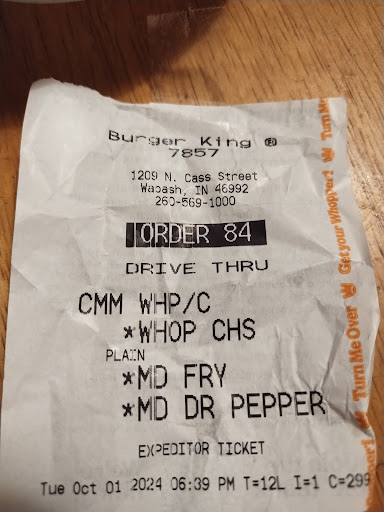 Burger King ®
7857
1209 N. Cass Street
Wabash, IN 46992
260-569-1000
ORDER 84
DRIVE THRU
CMM WHP/C
*WHOP CHS
PLAIN
*MD FRY
*MD DR PEPPER
EXPEDITOR TICKET
Tue Oct 01 2024 06:39 PM T=12L I=1 C=299
Turn Me Over Get your Whopper! Turn Me